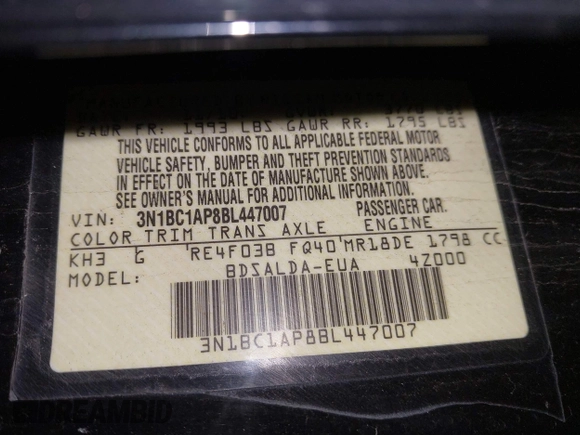 GAWR FR: 1993 LBS GAWR RR: 1795 LBS
THIS VEHICLE CONFORMS TO ALL APPLICABLE FEDERAL MOTOR
VEHICLE SAFETY, BUMPER AND THEFT PREVENTION STANDARDS
IN EFFECT ON THE DATE OF MANUFACTURE SHOWN ABOVE.
SEE OWNER'S MANUAL FOR ADDITIONAL INFORMATION.
VIN: 3N1BC1AP8BL447007 PASSENGER CAR.
COLOR TRIM TRANS AXLE ENGINE
KH3 G RE4F03B FQ40 MR18DE 1798 CC
MODEL: BDSALDA-EUA 4Z000
3N1BC1AP8BL447007
DREAMBID